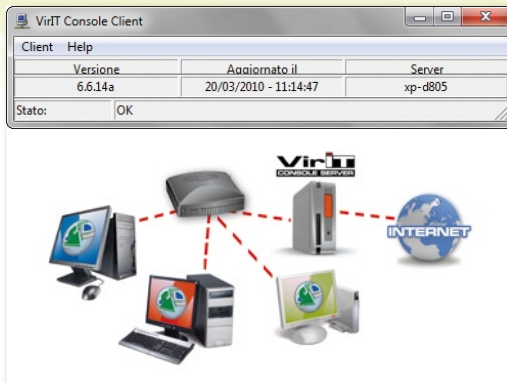 VirIT Console Client
Client Help
Versione Aggiornato il Server
6.6.14a 20/03/2010 - 11:14:47 xp-d805
Stato: OK
VirIT
CONSOLE SERVER
INTERNET